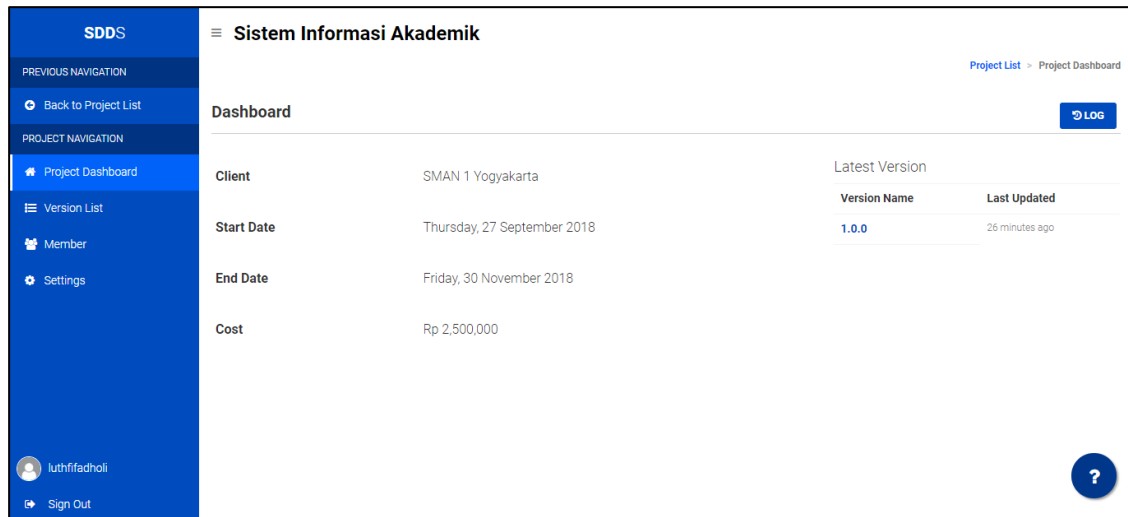 SDDS
PREVIOUS NAVIGATION
Back to Project List
PROJECT NAVIGATION
Project Dashboard
Version List
Member
Settings
luthfifadholi
Sign Out
Sistem Informasi Akademik
Project List > Project Dashboard
Dashboard
LOG
Client SMAN 1 Yogyakarta
Start Date Thursday, 27 September 2018
End Date Friday, 30 November 2018
Cost Rp 2,500,000
Latest Version
Version Name Last Updated
1.0.0 26 minutes ago
?